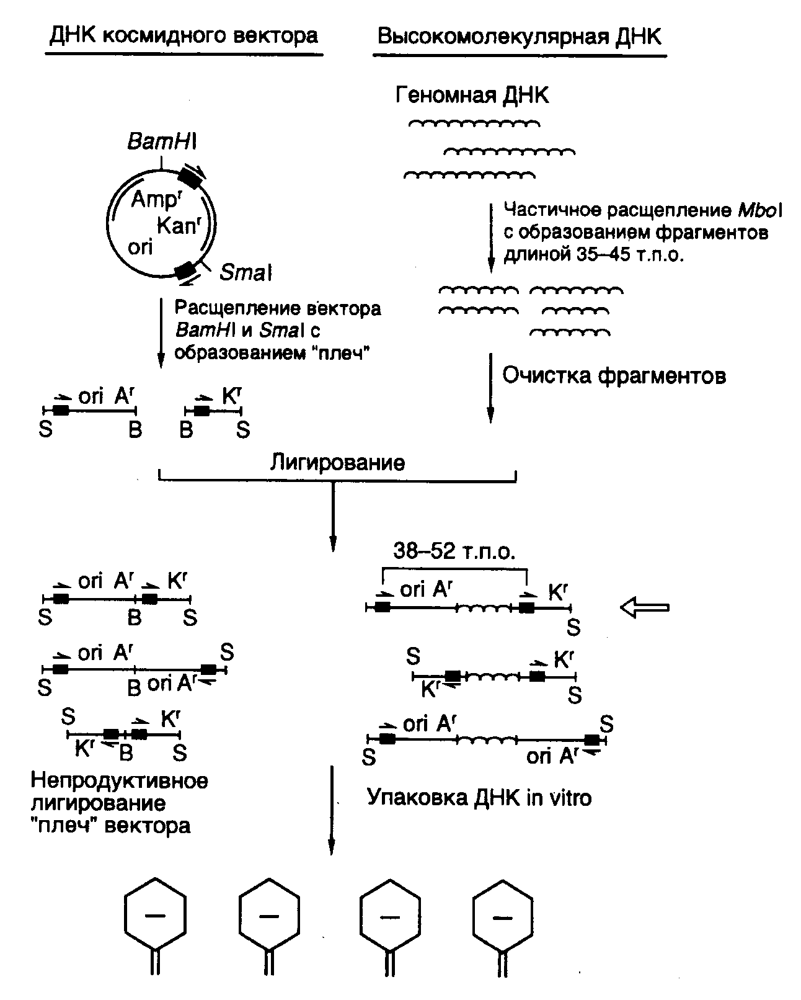 ДНК космидного вектора
Высокомолекулярная ДНК
Геномная ДНК
BamHI
Ampʳ
Kanʳ
ori
SmaI
Частичное расщепление MboI
с образованием фрагментов
длиной 35–45 т.п.о.
Расщепление вектора
BamHI и SmaI с
образованием "плеч"
Очистка фрагментов
ori Aʳ
S B
Kʳ
B S
Лигирование
38–52 т.п.о.
ori Aʳ Kʳ
S B S
ori Aʳ Kʳ
S
ori Aʳ S
S B ori Aʳ
S Kʳ
Kʳ S
S Kʳ
Kʳ B S
ori Aʳ S
S ori Aʳ
Непродуктивное
лигирование
"плеч" вектора
Упаковка ДНК in vitro